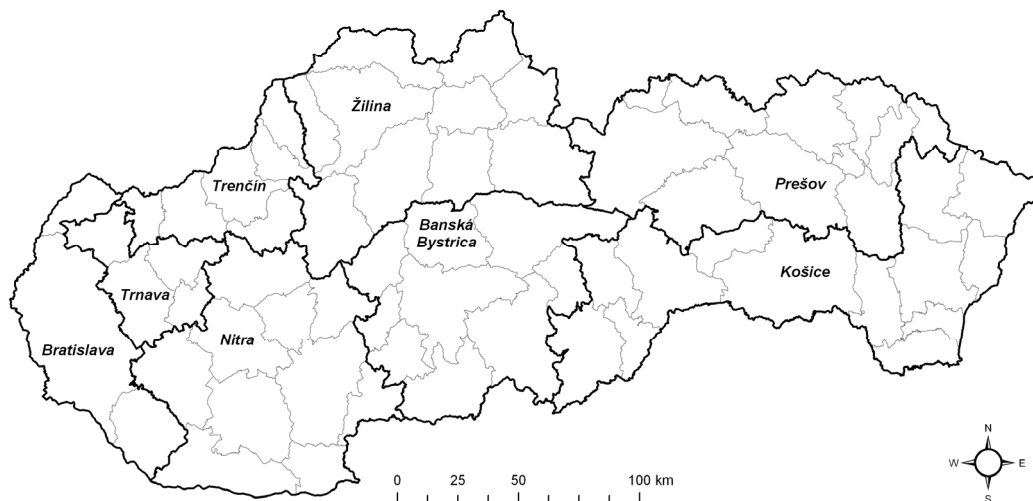 Žilina
Trenčín
Prešov
Banská
Bystrica
Košice
Trnava
Nitra
Bratislava
N
W E
S
0 25 50 100 km